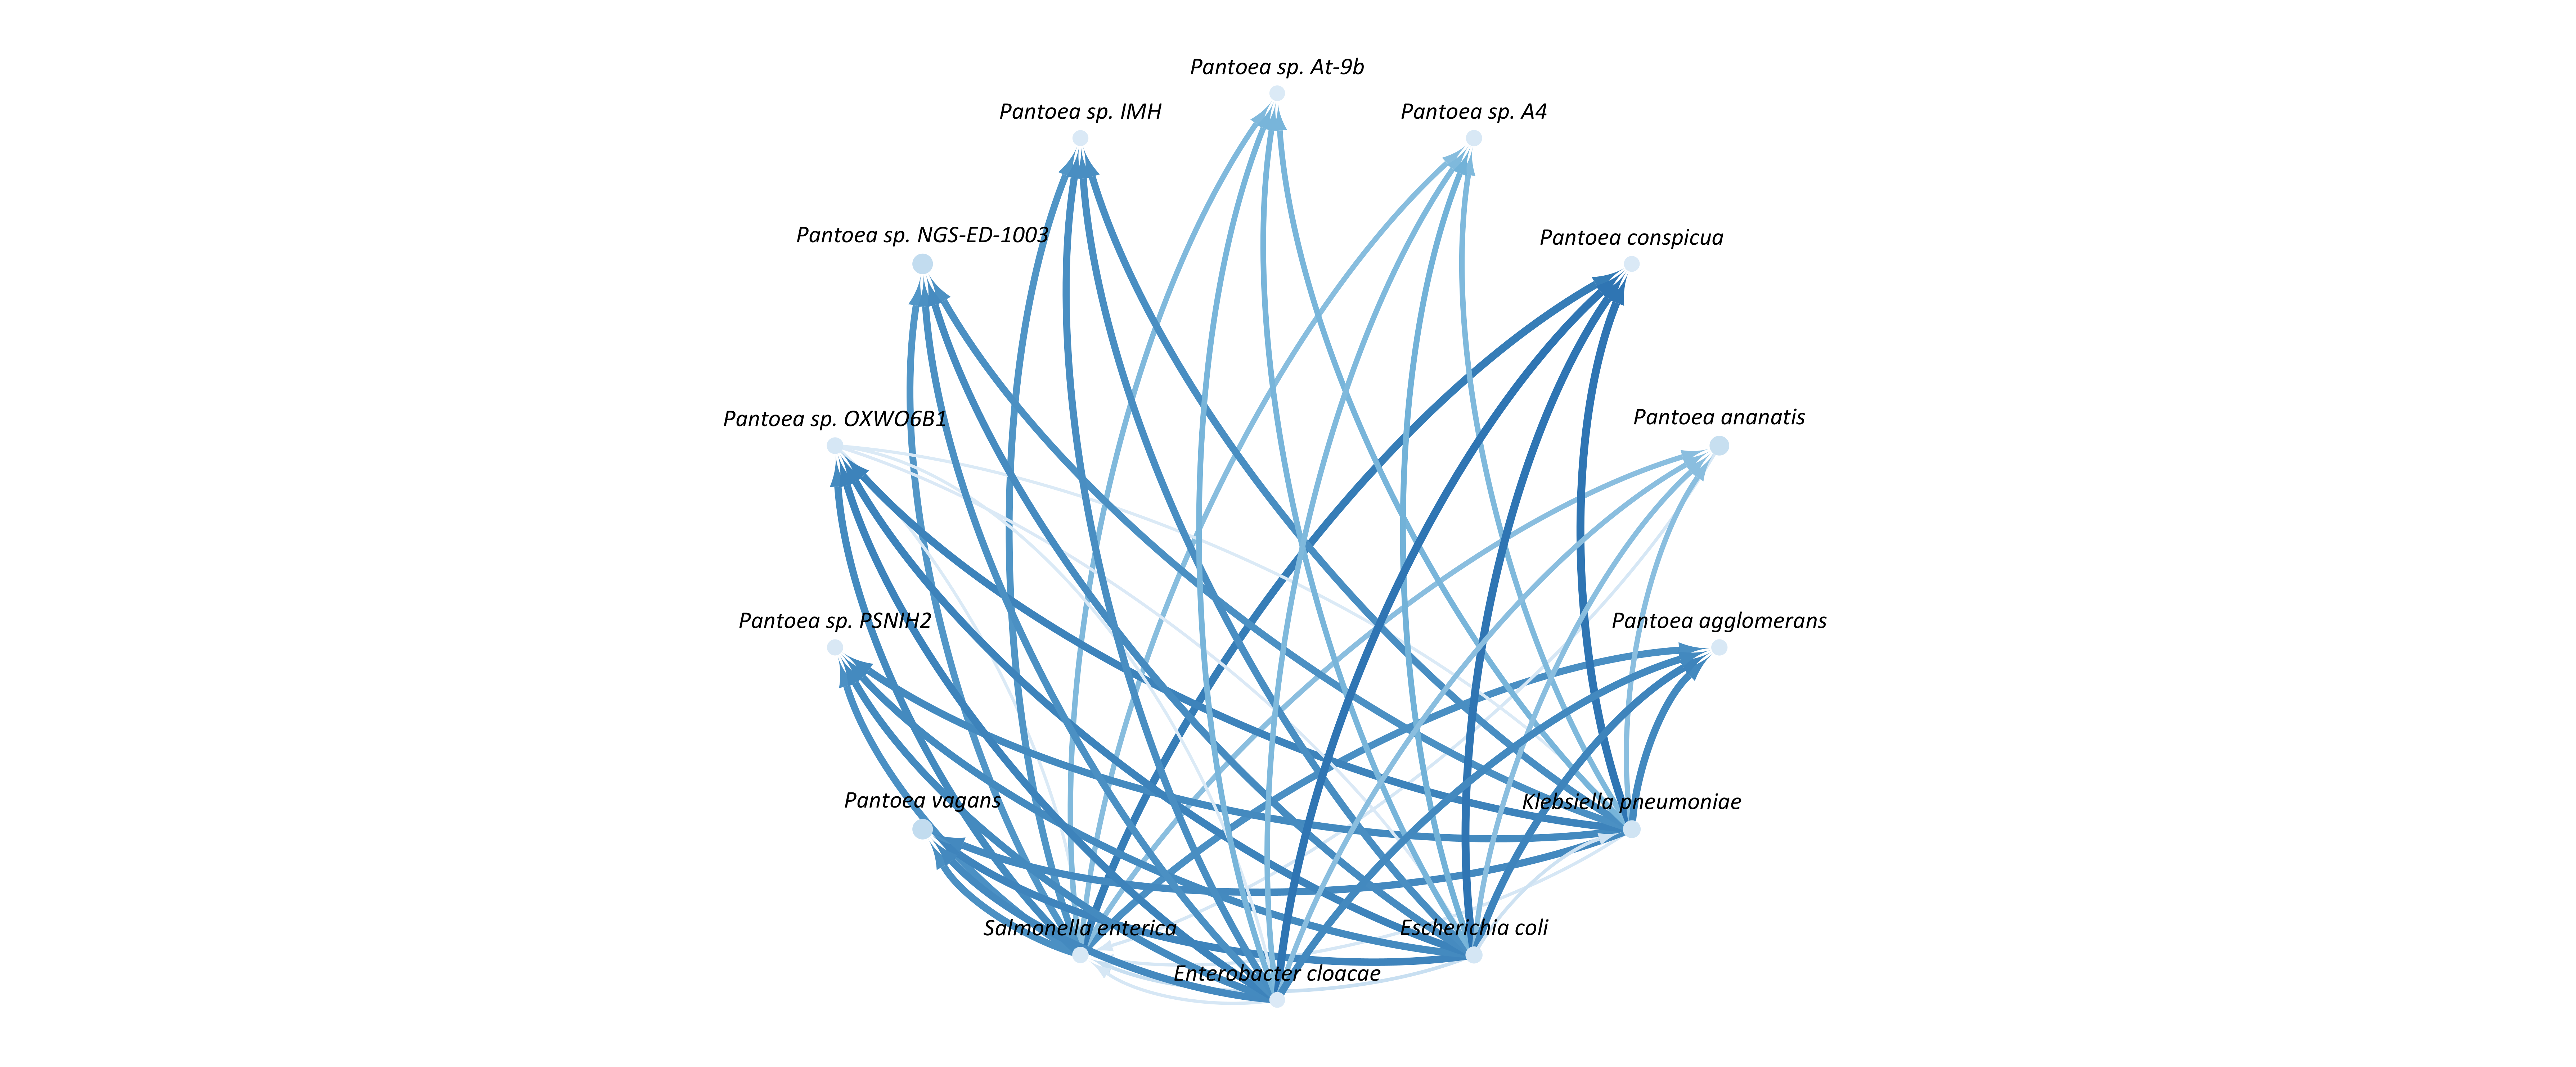 Pantoea sp. At-9b
Pantoea sp. IMH
Pantoea sp. A4
Pantoea sp. NGS-ED-1003
Pantoea conspicua
Pantoea sp. OXWO6B1
Pantoea ananatis
Pantoea sp. PSNIH2
Pantoea agglomerans
Pantoea vagans
Klebsiella pneumoniae
Salmonella enterica
Escherichia coli
Enterobacter cloacae